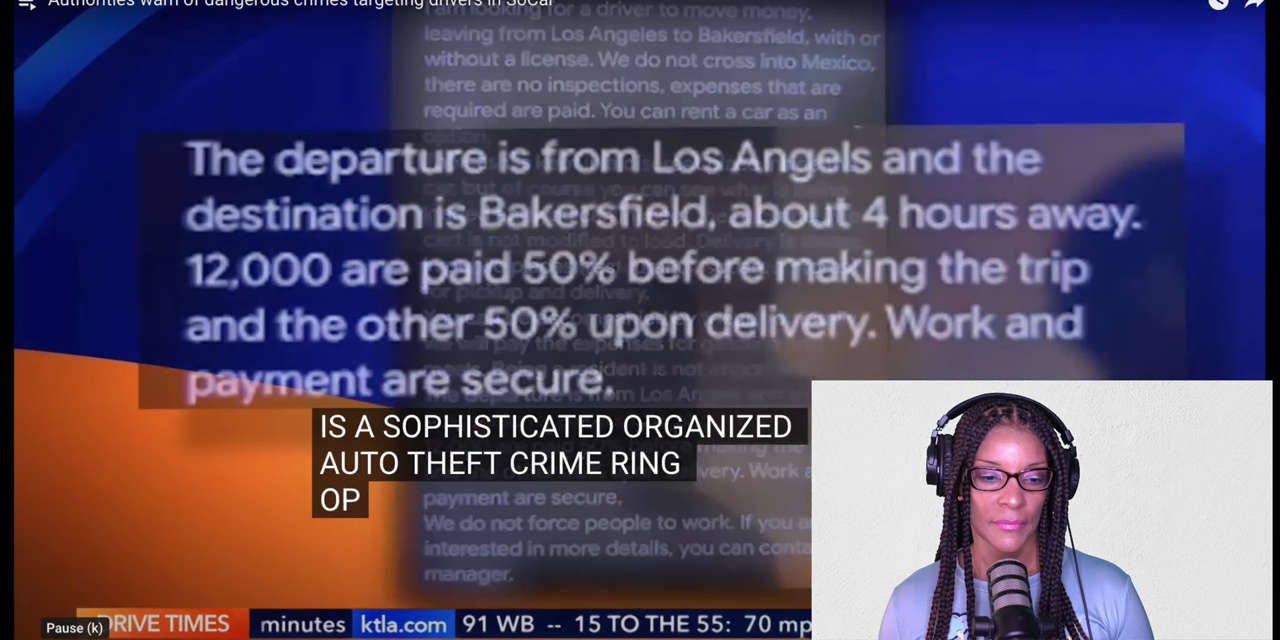 Authorities warn of dangerous crimes targeting drivers in SoCal
I am looking for a driver to move money,
leaving from Los Angeles to Bakersfield, with or
without a license. We do not cross into Mexico,
there are no inspections, expenses that are
required are paid. You can rent a car as an
The departure is from Los Angels and the
destination is Bakersfield, about 4 hours away.
12,000 are paid 50% before making the trip
and the other 50% upon delivery. Work and
payment are secure.
IS A SOPHISTICATED ORGANIZED
AUTO THEFT CRIME RING
OP
payment are secure,
We do not force people to work. If you
interested in more details, you can
manager.
Pause (k)
DRIVE TIMES
minutes ktla.com 91 WB -- 15 TO THE 55: 70 mp